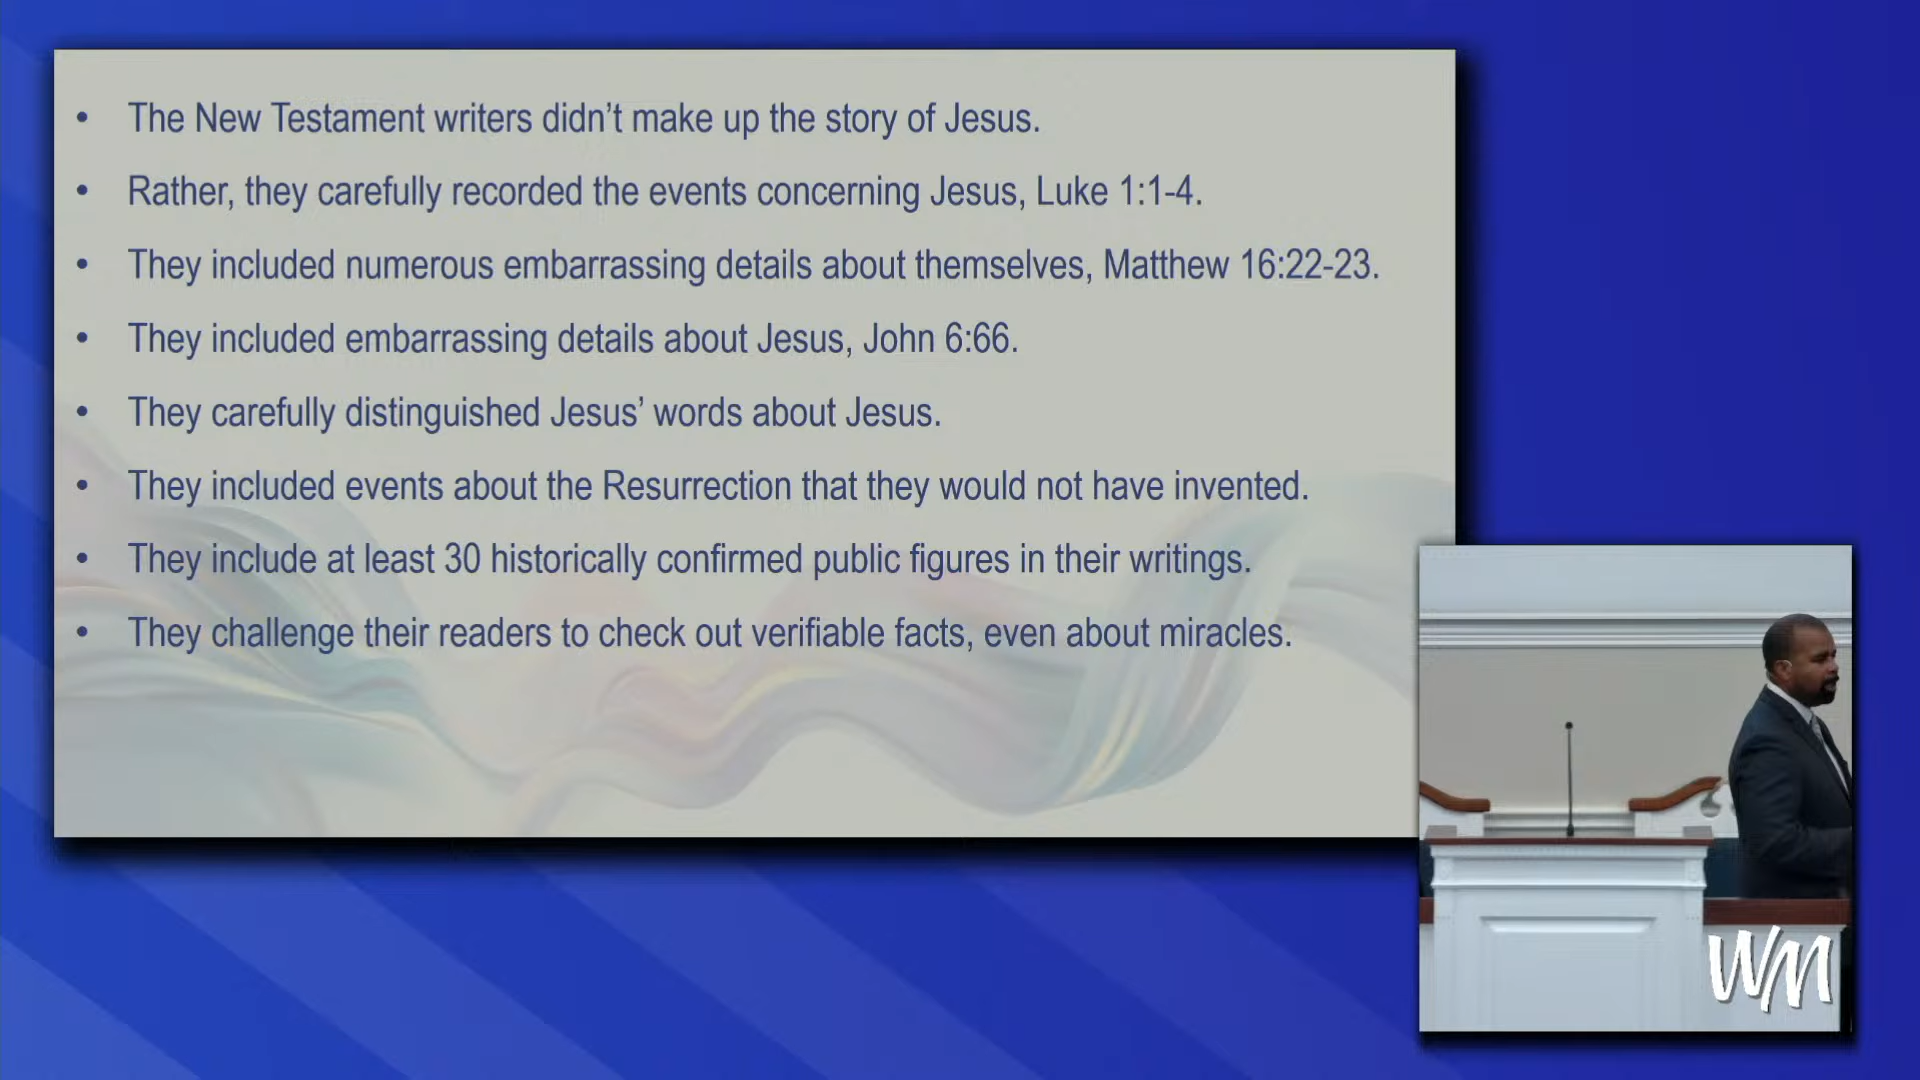 • The New Testament writers didn’t make up the story of Jesus.
• Rather, they carefully recorded the events concerning Jesus, Luke 1:1-4.
• They included numerous embarrassing details about themselves, Matthew 16:22-23.
• They included embarrassing details about Jesus, John 6:66.
• They carefully distinguished Jesus’ words about Jesus.
• They included events about the Resurrection that they would not have invented.
• They include at least 30 historically confirmed public figures in their writings.
• They challenge their readers to check out verifiable facts, even about miracles.
WM